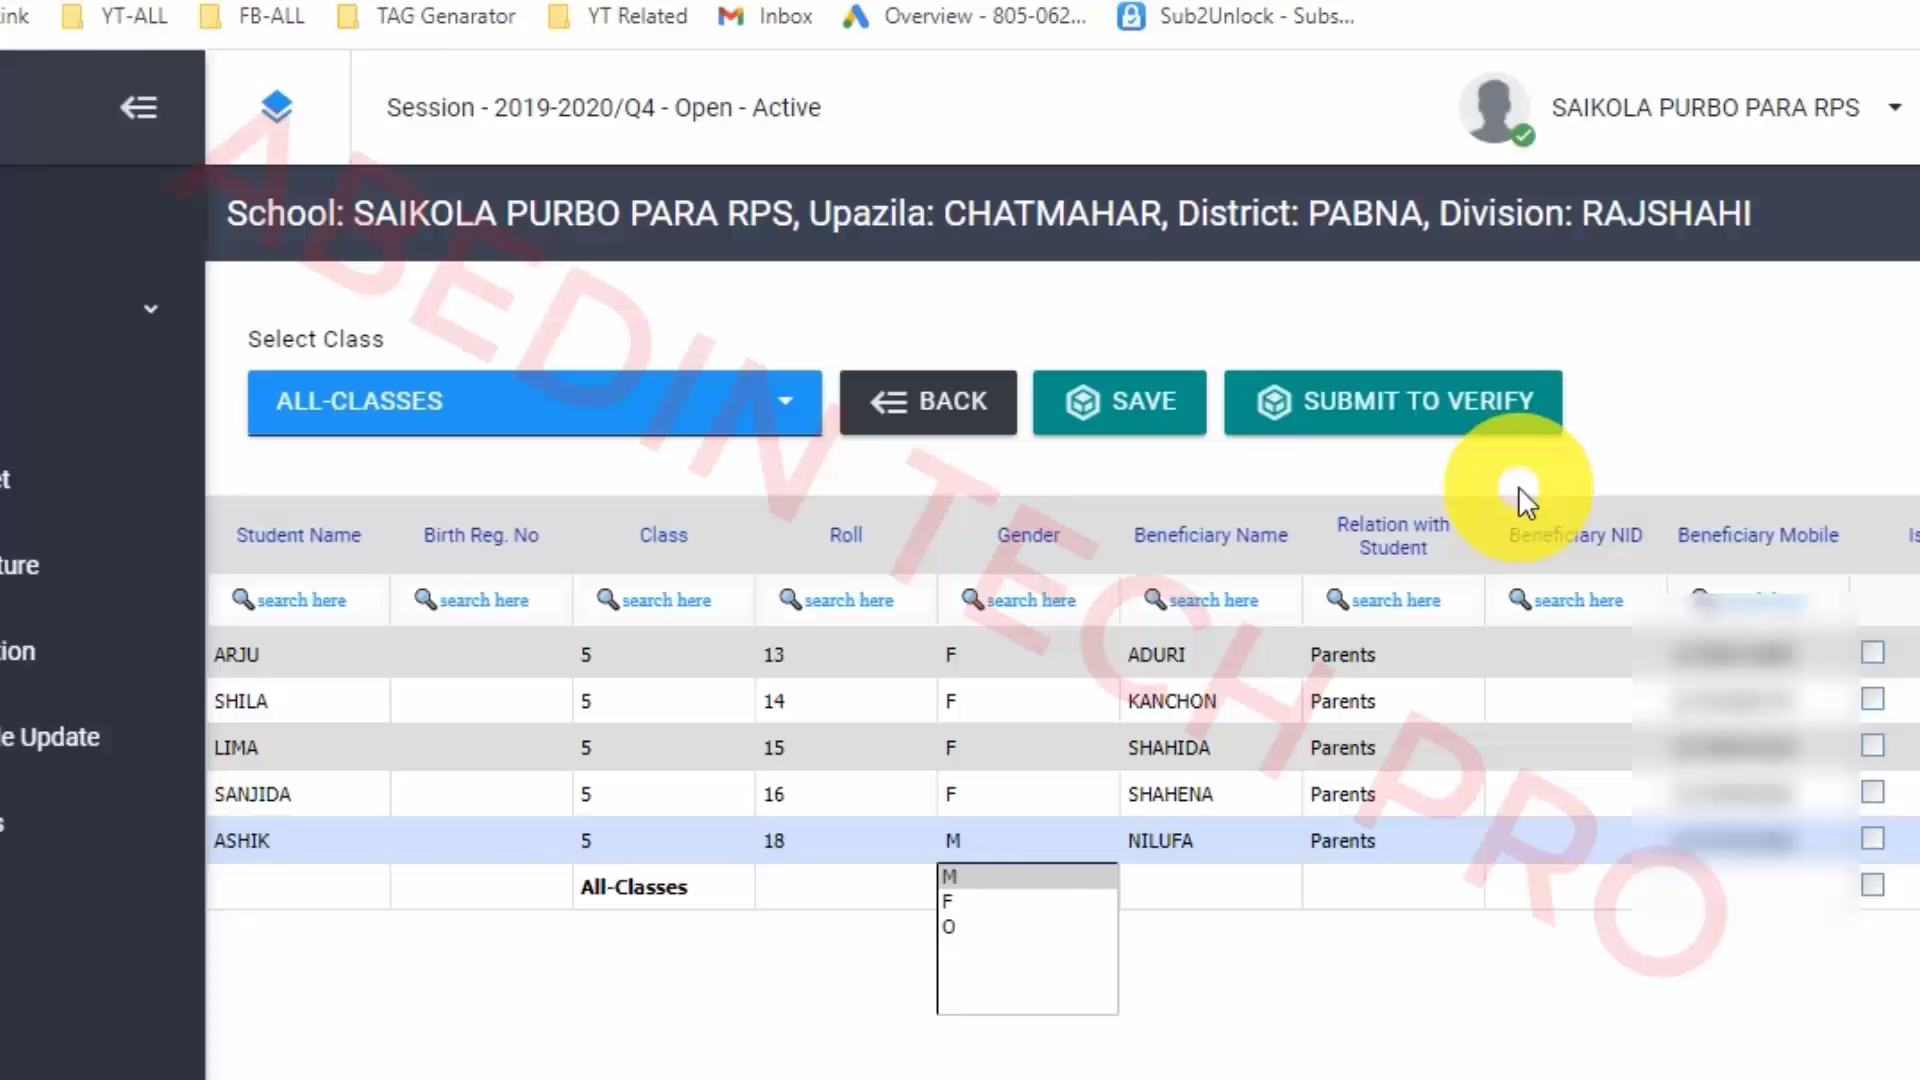 ink YT-ALL FB-ALL TAG Genarator YT Related Inbox Overview - 805-062... Sub2Unlock - Subs...
Session - 2019-2020/Q4 - Open - Active SAIKOLA PURBO PARA RPS
School: SAIKOLA PURBO PARA RPS, Upazila: CHATMAHAR, District: PABNA, Division: RAJSHAHI
Select Class
ALL-CLASSES BACK SAVE SUBMIT TO VERIFY
et
ture
ion
e Update
s
Student Name Birth Reg. No Class Roll Gender Beneficiary Name Relation with Student Beneficiary NID Beneficiary Mobile Is
search here search here search here search here search here search here search here search here
ARJU 5 13 F ADURI Parents
SHILA 5 14 F KANCHON Parents
LIMA 5 15 F SHAHIDA Parents
SANJIDA 5 16 F SHAHENA Parents
ASHIK 5 18 M NILUFA Parents
All-Classes
M
F
O
ABEDIN TECH PRO